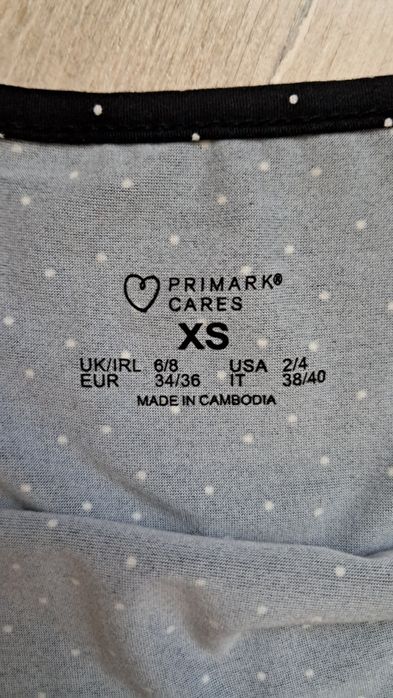 PRIMARK®
CARES
XS
UK/IRL 6/8 USA 2/4
EUR 34/36 IT 38/40
MADE IN CAMBODIA